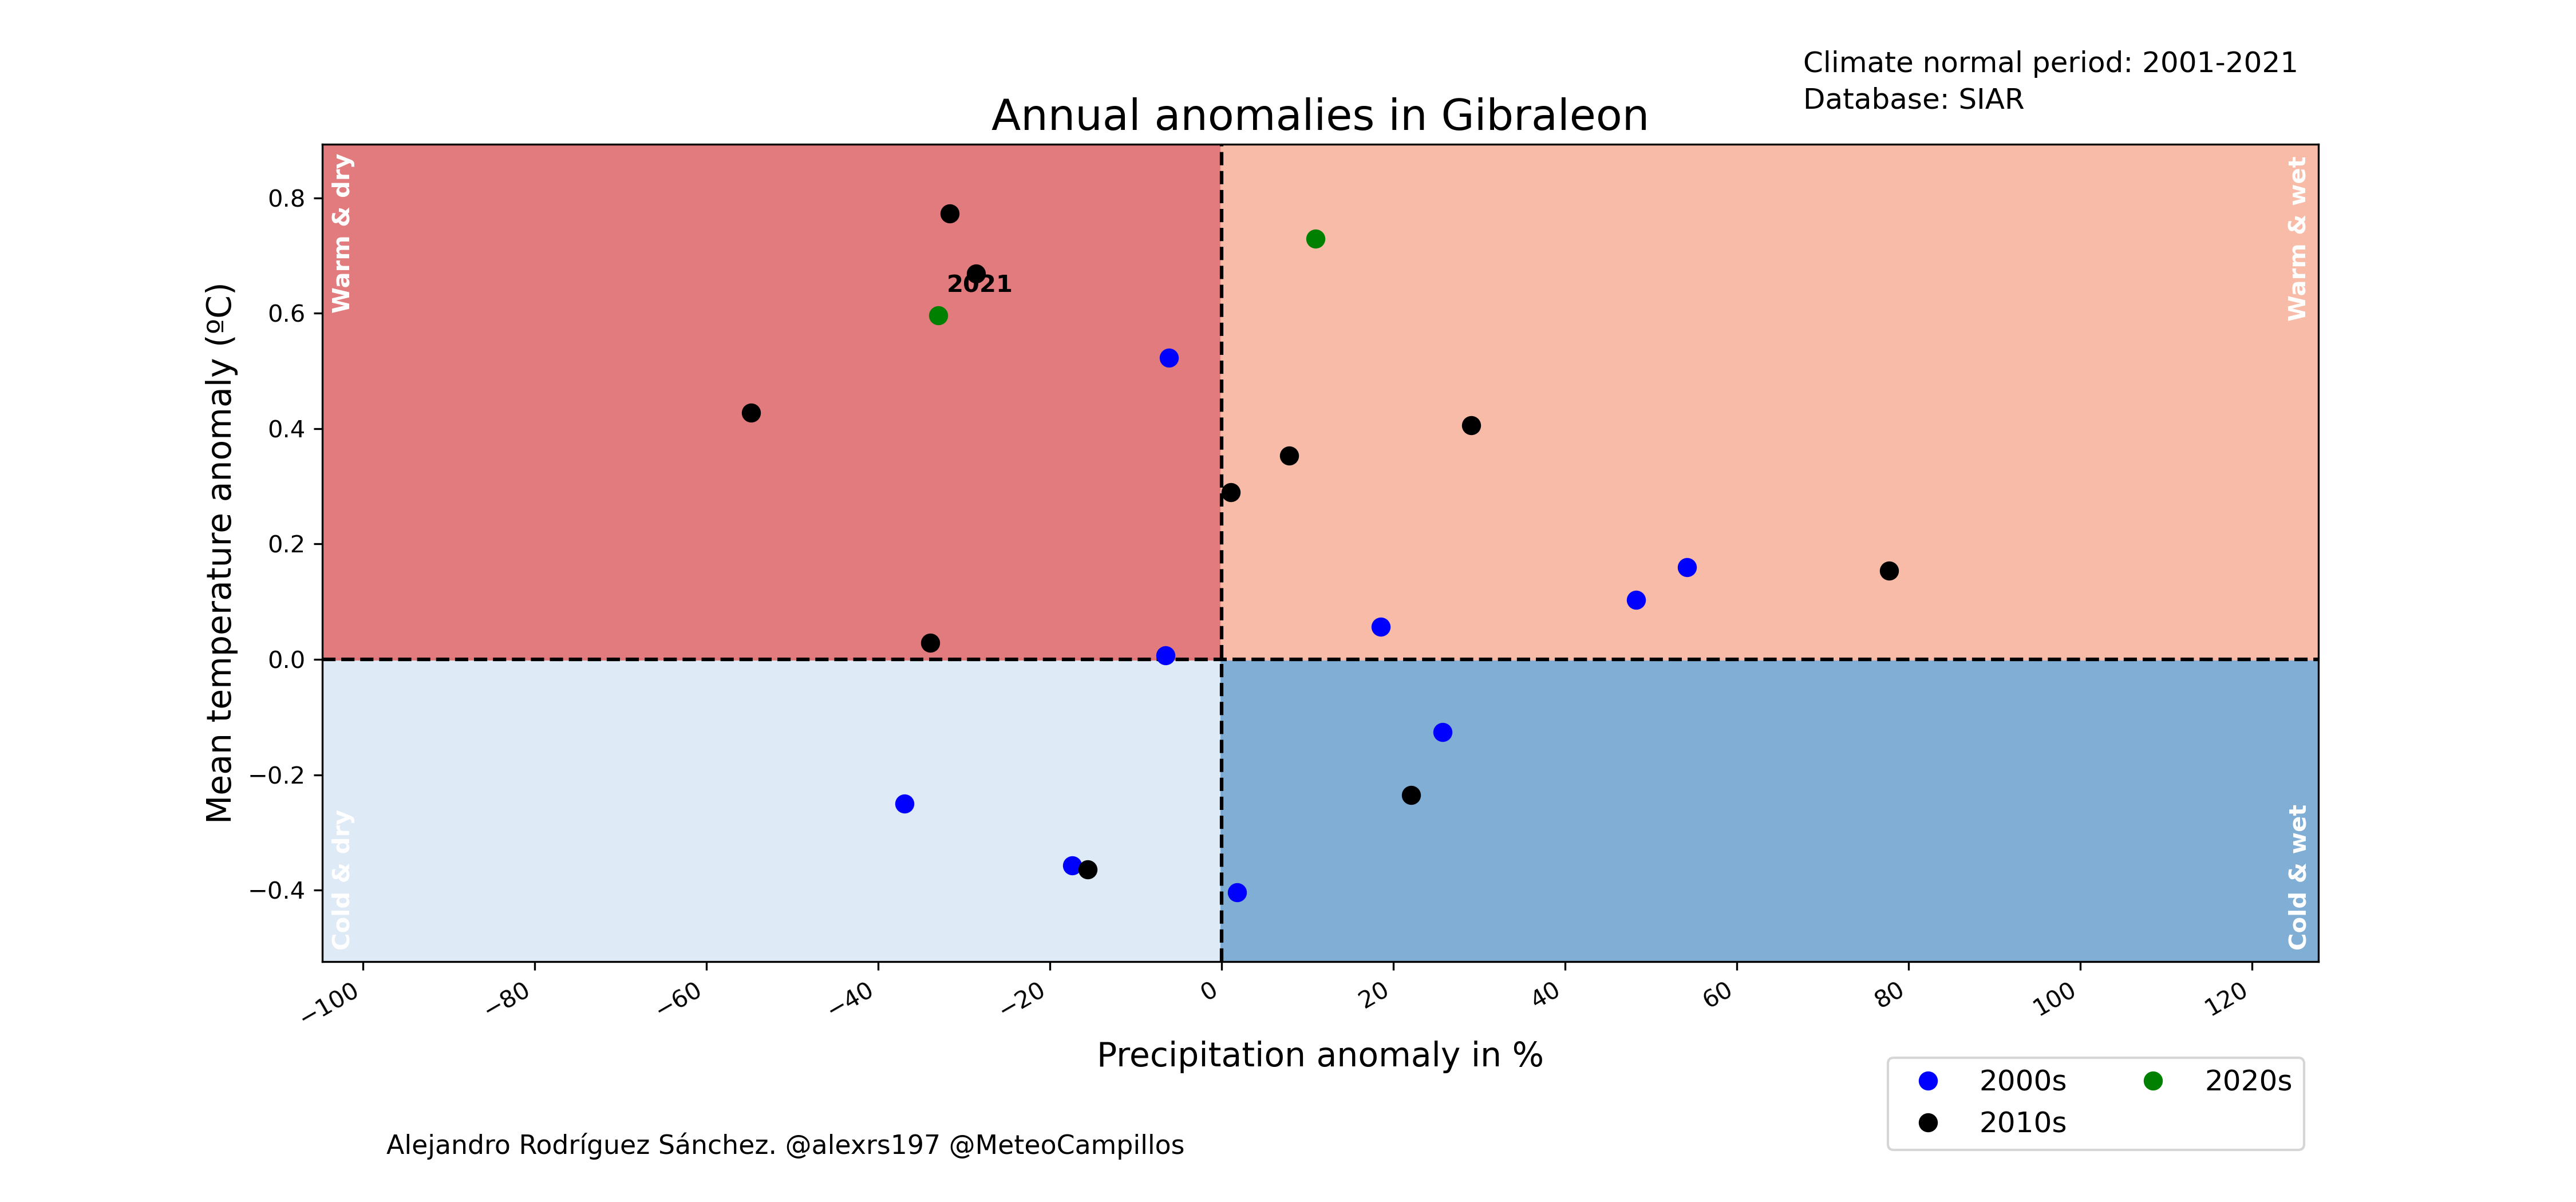 Climate normal period: 2001-2021
Database: SIAR
Annual anomalies in Gibraleon
Warm & dry
Warm & wet
0.8
0.6
0.4
0.2
0.0
−0.2
−0.4
Mean temperature anomaly (ºC)
2021
Cold & dry
Cold & wet
−100 −80 −60 −40 −20 0 20 40 60 80 100 120
Precipitation anomaly in %
2000s 2020s
2010s
Alejandro Rodríguez Sánchez. @alexrs197 @MeteoCampillos